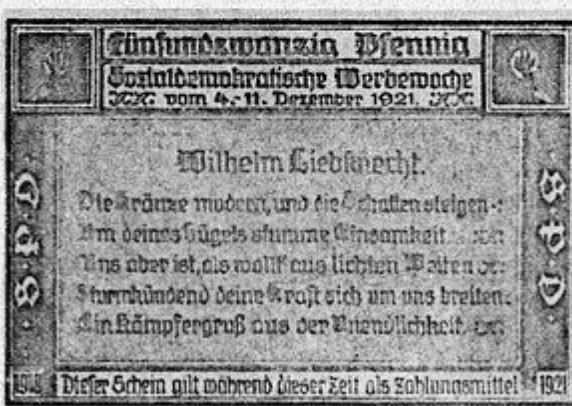 Fünfundzwanzig Pfennig
Sozialdemokratische Werbewoche
vom 4.-11. Dezember 1921.
Wilhelm Liebknecht.
Die Kränze modern, und die Schatten steigen
Um deines Hügels stumme Einsamkeit
Uns aber ist, als wollt' aus lichten Weiten
Sturmkündend deine Kraft sich um uns breiten.
Ein Kämpfergruß aus der Unendlichkeit.
S·P·D
S·P·D
Dieser Schein gilt während dieser Zeit als Zahlungsmittel 1921